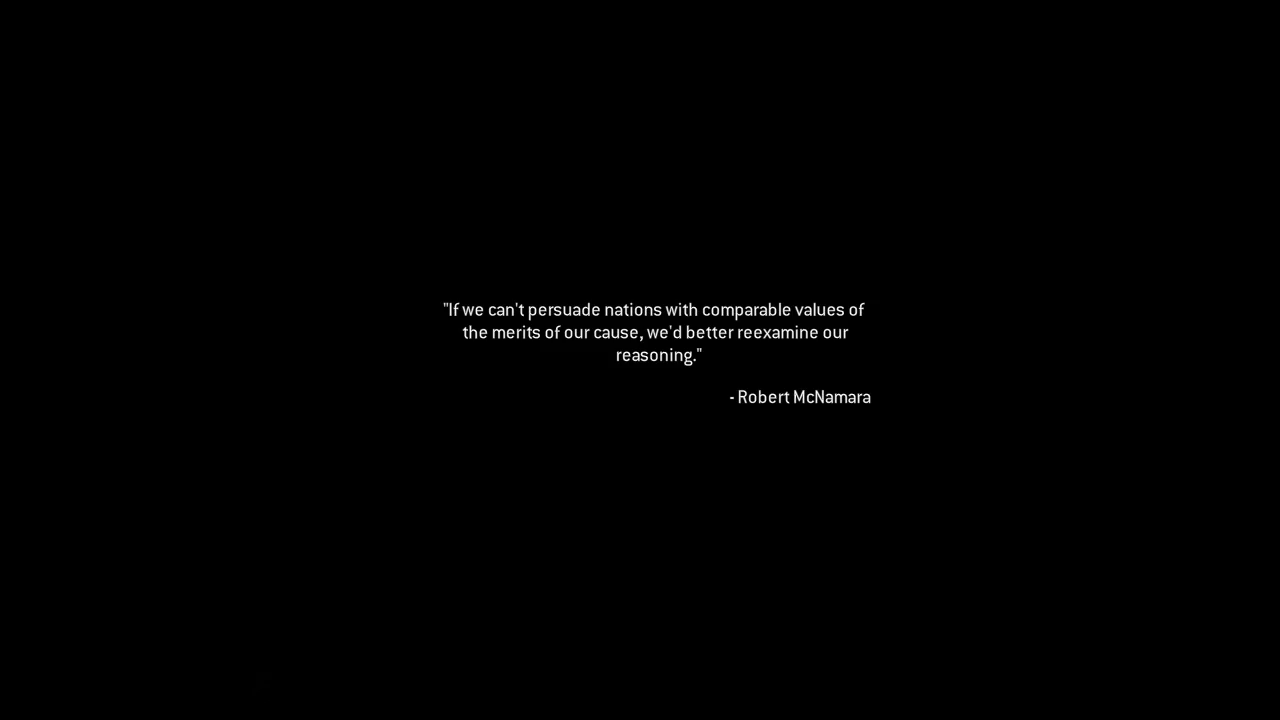 "If we can't persuade nations with comparable values of
the merits of our cause, we'd better reexamine our
reasoning."
- Robert McNamara